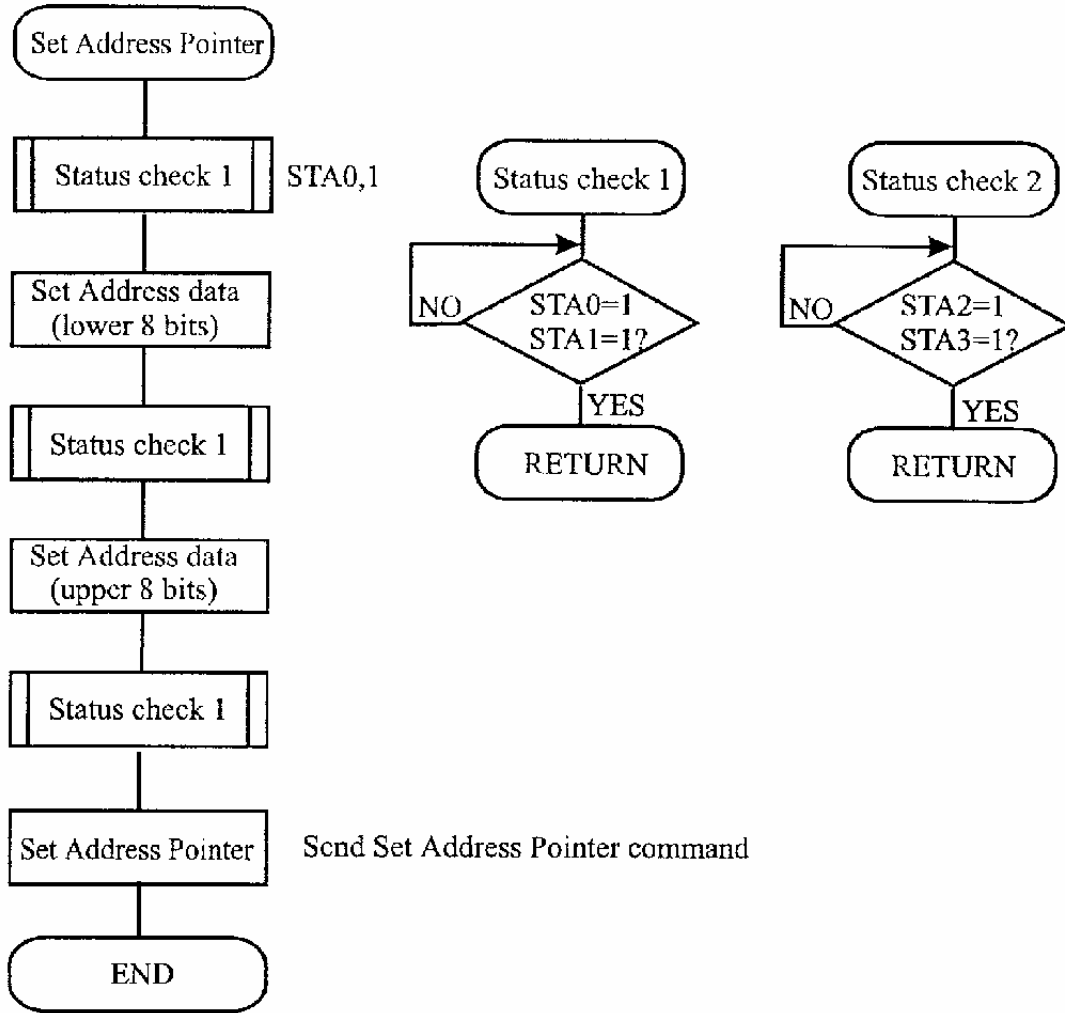 Set Address Pointer
Status check 1
STA0,1
Set Address data
(lower 8 bits)
Status check 1
Set Address data
(upper 8 bits)
Status check 1
Set Address Pointer
Send Set Address Pointer command
END
Status check 1
NO
STA0=1
STA1=1?
YES
RETURN
Status check 2
NO
STA2=1
STA3=1?
YES
RETURN